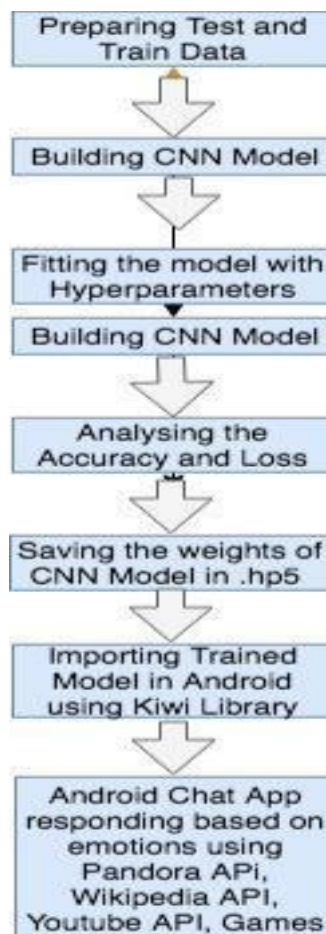 Preparing Test and
Train Data
Building CNN Model
Fitting the model with
Hyperparameters
Building CNN Model
Analysing the
Accuracy and Loss
Saving the weights of
CNN Model in .hp5
Importing Trained
Model in Android
using Kiwi Library
Android Chat App
responding based on
emotions using
Pandora APi,
Wikipedia API,
Youtube API, Games